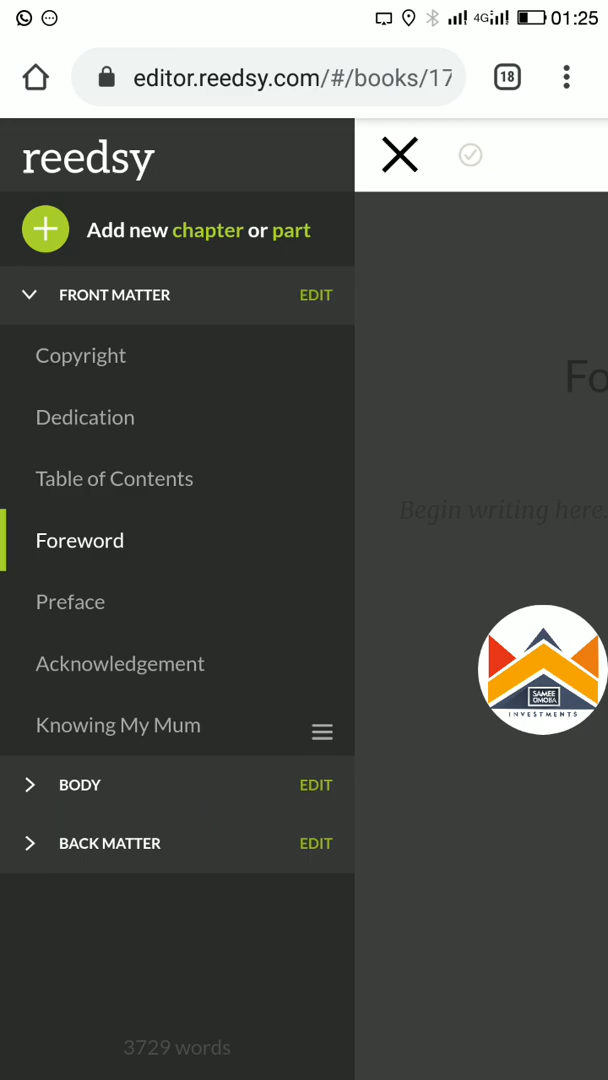 4G 01:25
editor.reedsy.com/#/books/17
18
reedsy
Add new chapter or part
FRONT MATTER EDIT
Copyright
Dedication
Table of Contents
Foreword
Preface
Acknowledgement
Knowing My Mum
BODY EDIT
BACK MATTER EDIT
3729 words
Fo
Begin writing here.
SAMEE
OMOBA
INVESTMENTS